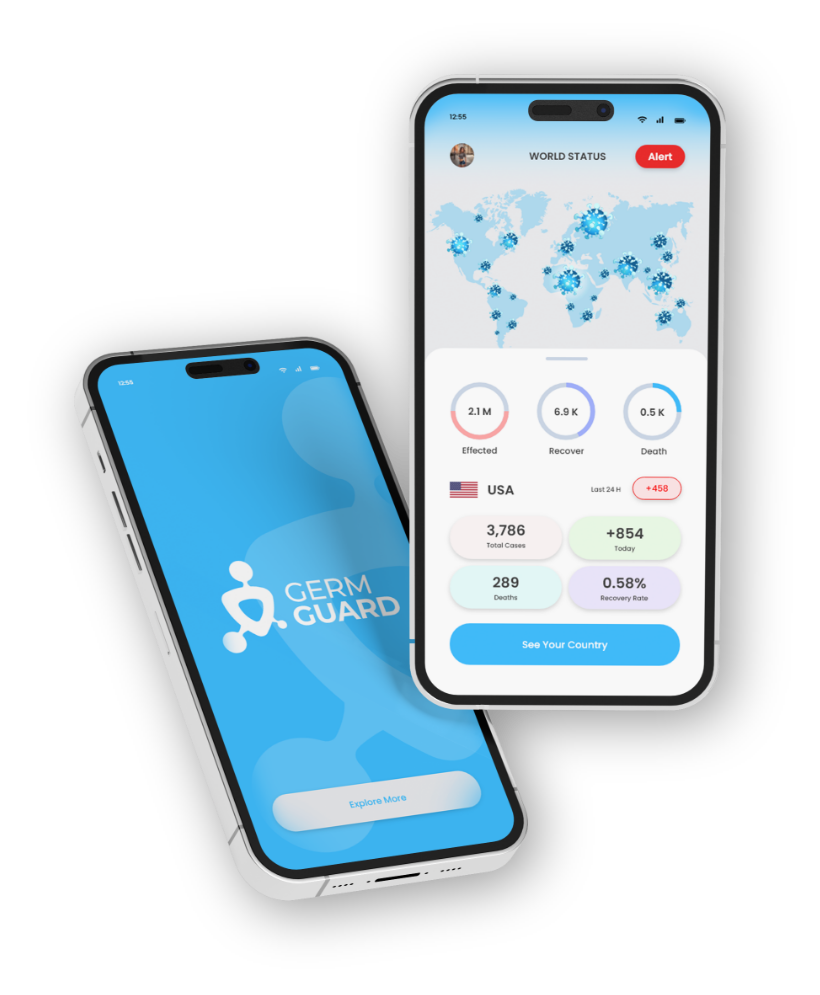 12:55
WORLD STATUS
Alert
2.1 M
6.9 K
0.5 K
Effected
Recover
Death
USA
Last 24 H
+458
3,786
Total Cases
+854
Today
289
Deaths
0.58%
Recovery Rate
See Your Country
12:55
GERM
GUARD
Explore More